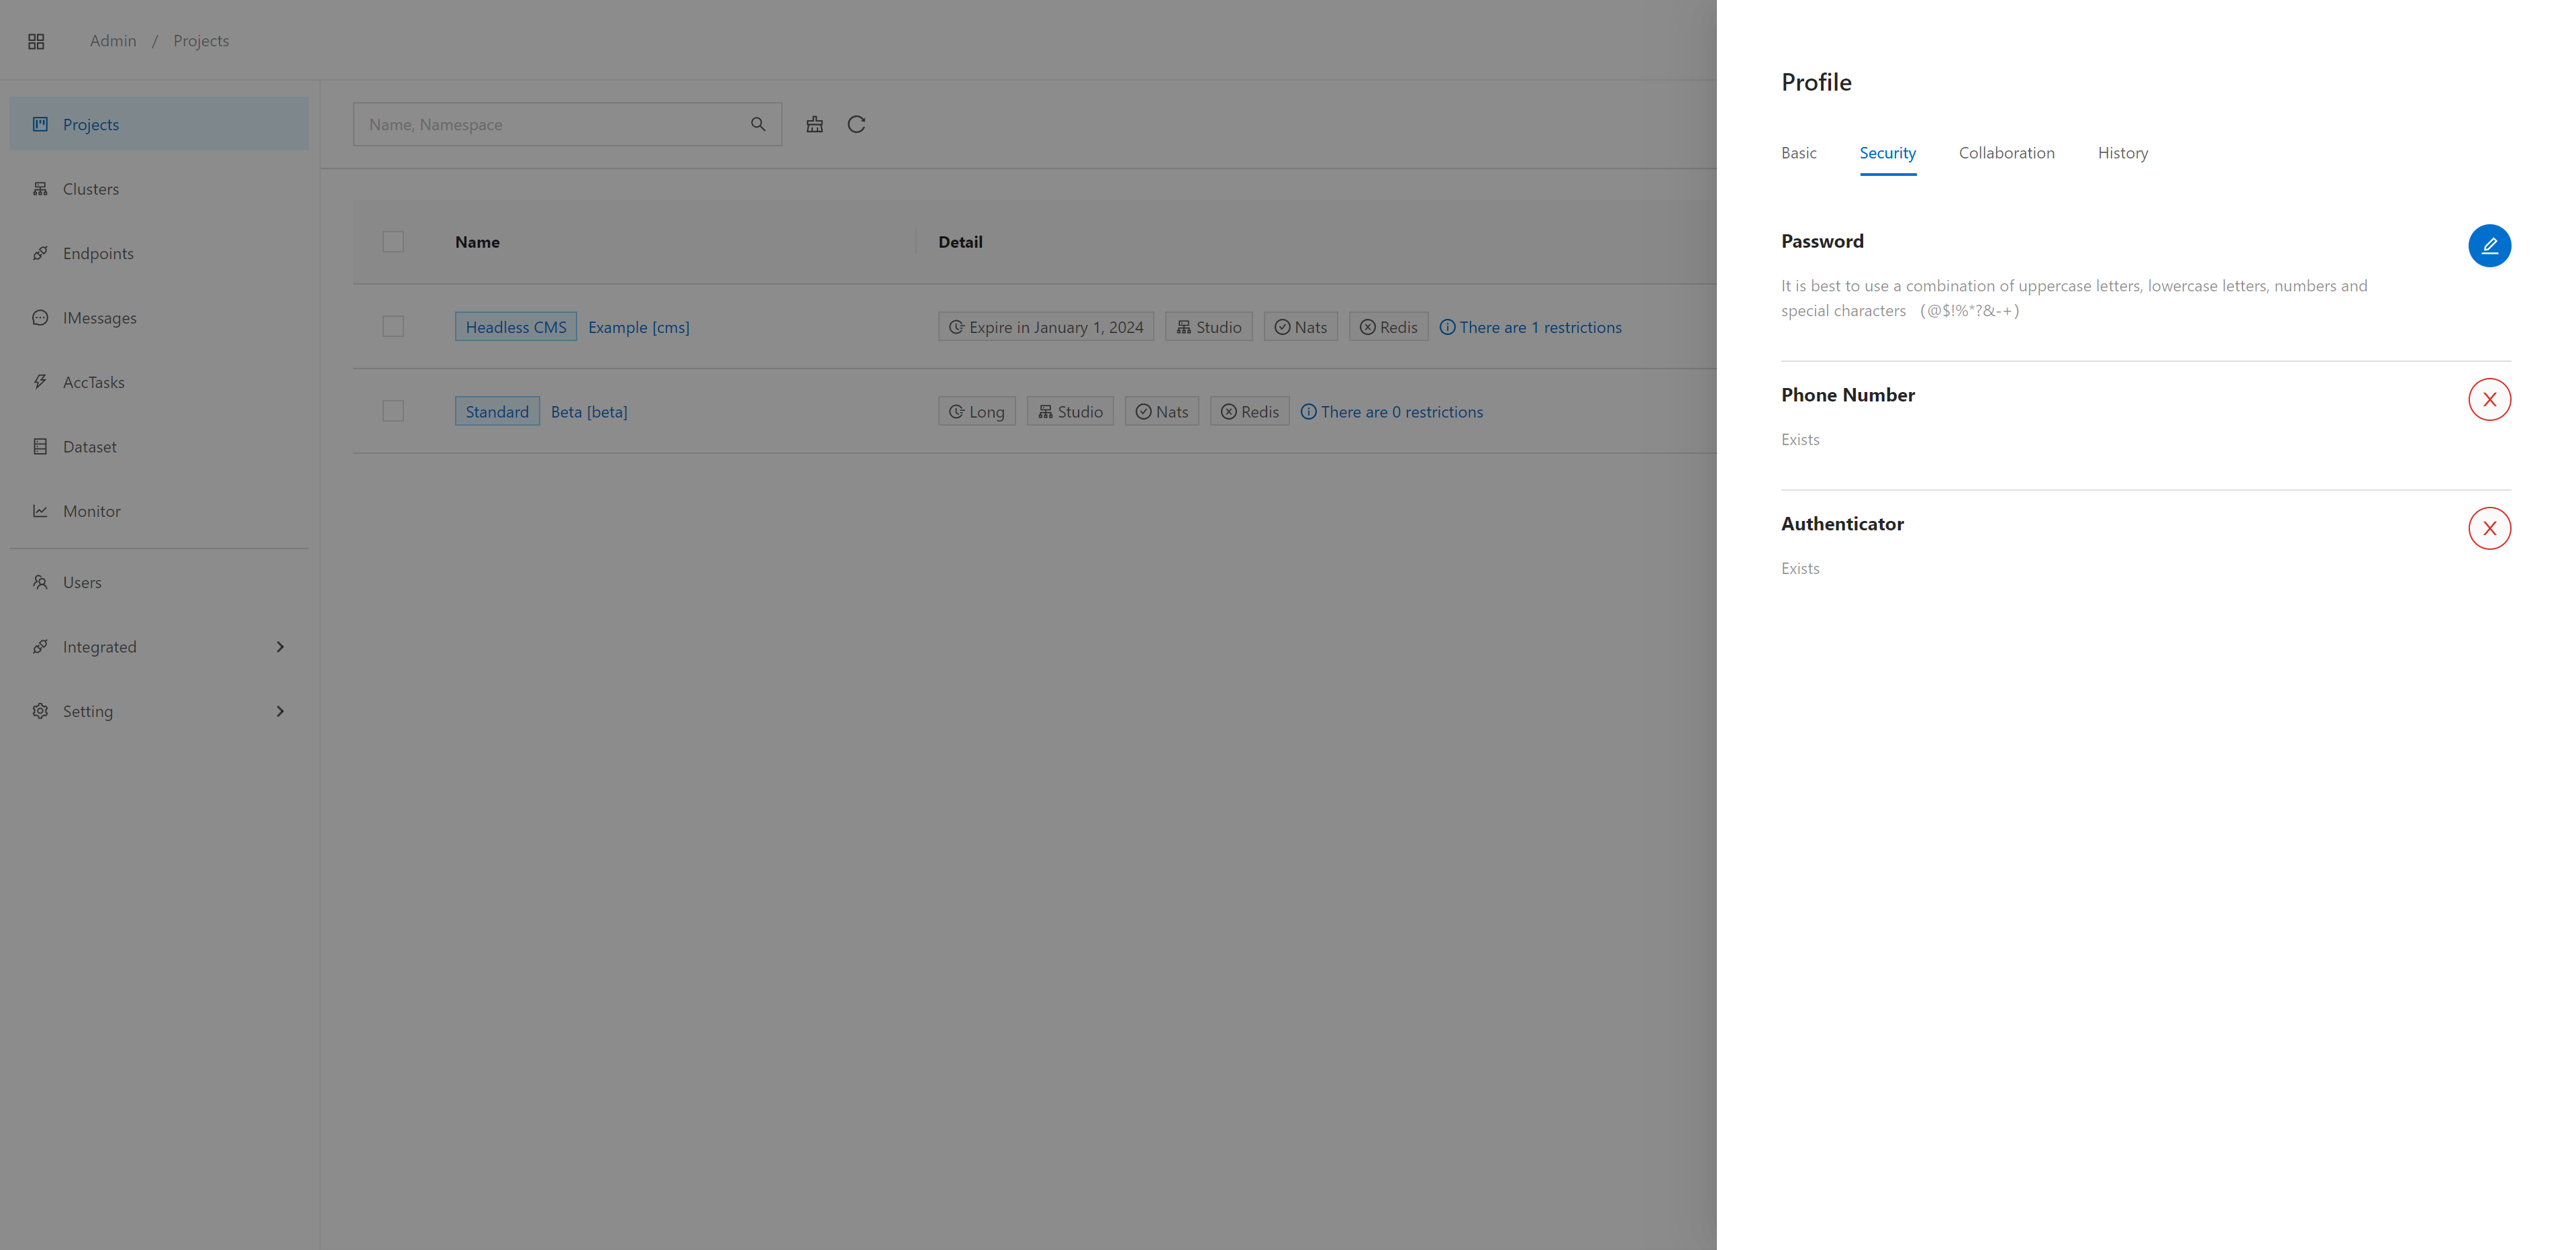 Admin / Projects
Projects
Clusters
Endpoints
IMessages
AccTasks
Dataset
Monitor
Users
Integrated
Setting
Name, Namespace
Name Detail
Headless CMS Example [cms] Expire in January 1, 2024 Studio Nats Redis There are 1 restrictions
Standard Beta [beta] Long Studio Nats Redis There are 0 restrictions
Profile
Basic Security Collaboration History
Password
It is best to use a combination of uppercase letters, lowercase letters, numbers and
special characters （@$!%*?&-+）
Phone Number
Exists
Authenticator
Exists